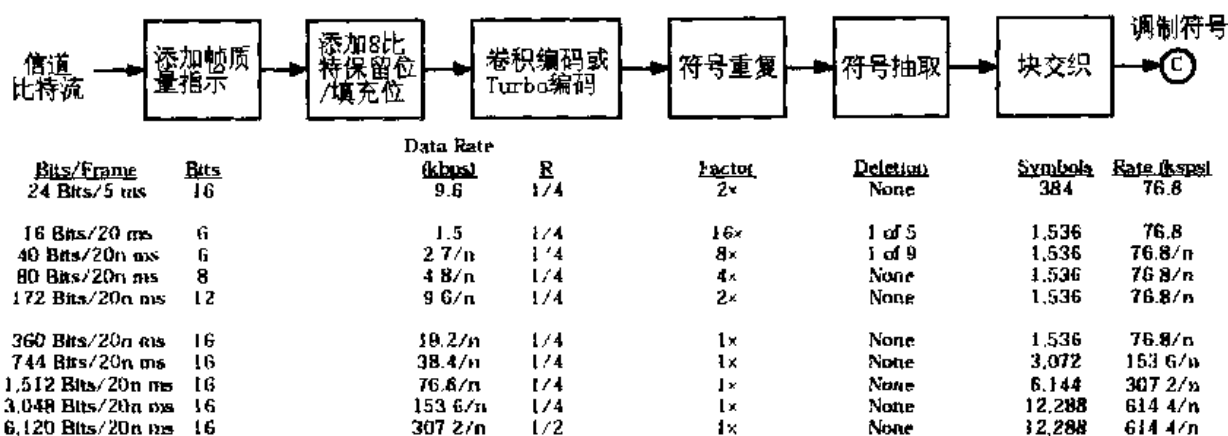 信道
比特流
添加帧质
量指示
添加8比
特保留位
/填充位
卷积编码或
Turbo编码
符号重复
符号抽取
块交织
调制符号
C
Data Rate
Bits/Frame Bits (kbps) R Factor Deletion Symbols Rate (ksps)
24 Bits/5 ms 16 9.6 1/4 2× None 384 76.8
16 Bits/20 ms 6 1.5 1/4 16× 1 of 5 1,536 76.8
40 Bits/20n ms 6 2.7/n 1/4 8× 1 of 9 1,536 76.8/n
80 Bits/20n ms 8 4.8/n 1/4 4× None 1,536 76.8/n
172 Bits/20n ms 12 9.6/n 1/4 2× None 1,536 76.8/n
360 Bits/20n ms 16 19.2/n 1/4 1× None 1,536 76.8/n
744 Bits/20n ms 16 38.4/n 1/4 1× None 3,072 153.6/n
1,512 Bits/20n ms 16 76.8/n 1/4 1× None 6,144 307.2/n
3,048 Bits/20n ms 16 153.6/n 1/4 1× None 12,288 614.4/n
6,120 Bits/20n ms 16 307.2/n 1/2 1× None 12,288 614.4/n